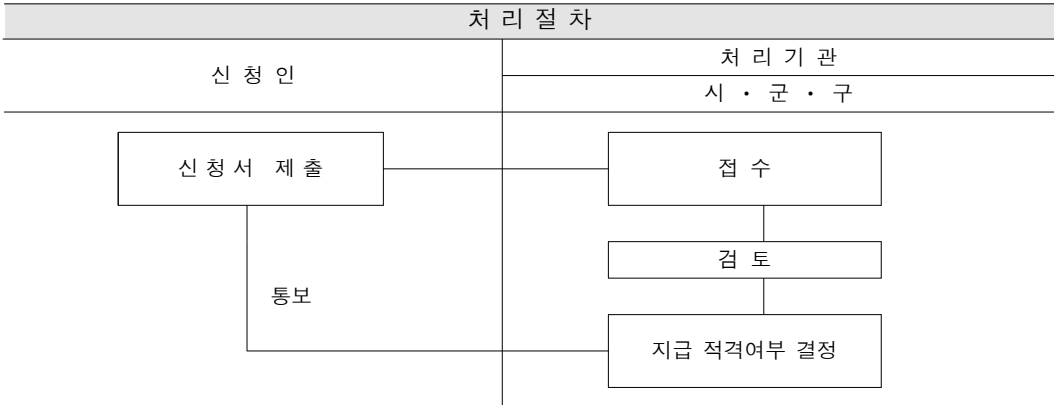 처 리 절 차
신 청 인
처 리 기 관
시 · 군 · 구
신 청 서 제 출
접 수
검 토
통보
지급 적격여부 결정